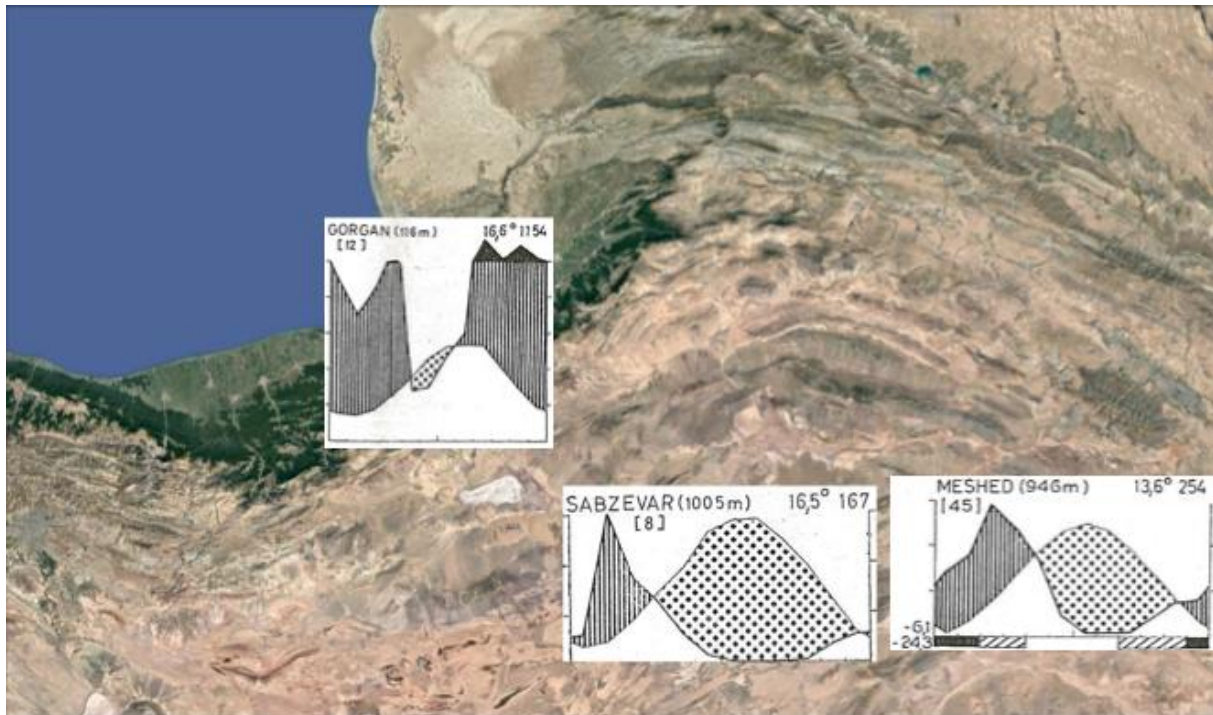 GORGAN (116m) 16,6° 1154
[12]
SABZEVAR (1005m) 16,5° 167
[8]
MESHED (946m) 13,6° 254
[45]
-6,1
-24,3